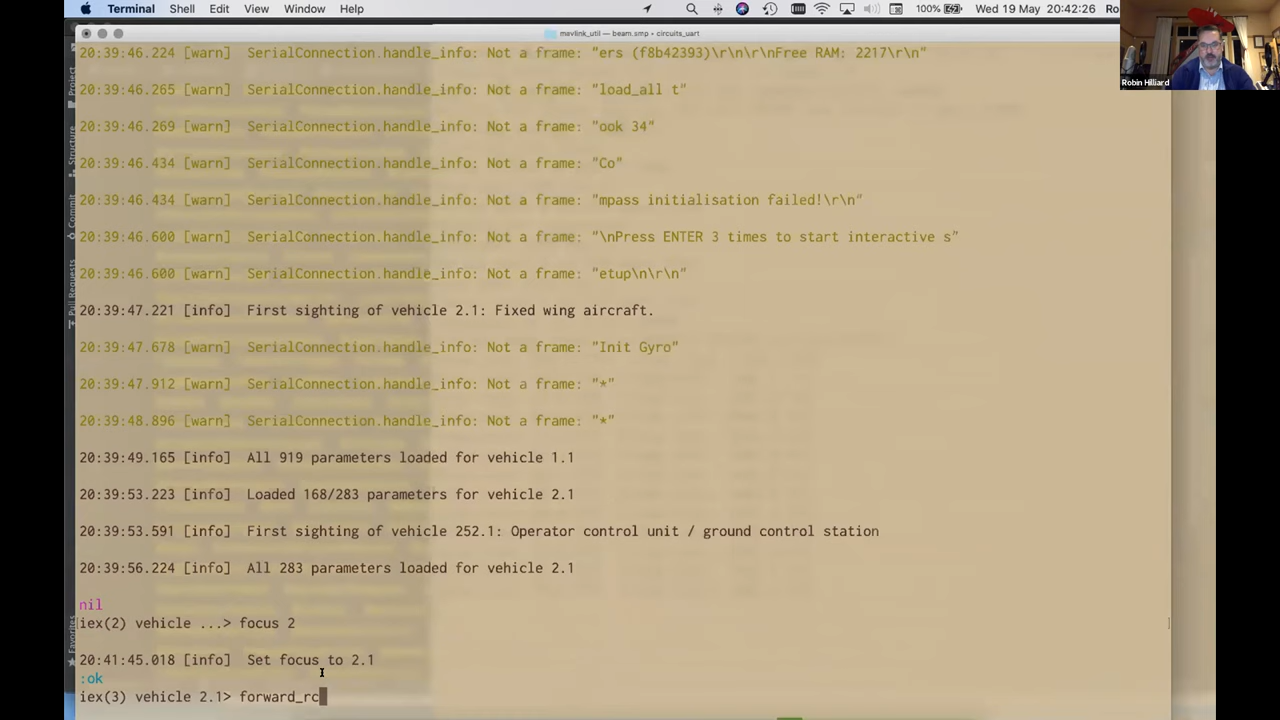 Terminal Shell Edit View Window Help 100% Wed 19 May 20:42:26 Ro
mavlink_util — beam.smp • circuits_uart
20:39:46.224 [warn] SerialConnection.handle_info: Not a frame: "ers (f8b42393)\r\n\r\nFree RAM: 2217\r\n"
20:39:46.265 [warn] SerialConnection.handle_info: Not a frame: "load_all t"
20:39:46.269 [warn] SerialConnection.handle_info: Not a frame: "ook 34"
20:39:46.434 [warn] SerialConnection.handle_info: Not a frame: "Co"
20:39:46.434 [warn] SerialConnection.handle_info: Not a frame: "mpass initialisation failed!\r\n"
20:39:46.600 [warn] SerialConnection.handle_info: Not a frame: "\nPress ENTER 3 times to start interactive s"
20:39:46.600 [warn] SerialConnection.handle_info: Not a frame: "etup\n\r\n"
20:39:47.221 [info] First sighting of vehicle 2.1: Fixed wing aircraft.
20:39:47.678 [warn] SerialConnection.handle_info: Not a frame: "Init Gyro"
20:39:47.912 [warn] SerialConnection.handle_info: Not a frame: "*"
20:39:48.896 [warn] SerialConnection.handle_info: Not a frame: "*"
20:39:49.165 [info] All 919 parameters loaded for vehicle 1.1
20:39:53.223 [info] Loaded 168/283 parameters for vehicle 2.1
20:39:53.591 [info] First sighting of vehicle 252.1: Operator control unit / ground control station
20:39:56.224 [info] All 283 parameters loaded for vehicle 2.1
nil
iex(2) vehicle ...> focus 2
20:41:45.018 [info] Set focus to 2.1
:ok
iex(3) vehicle 2.1> forward_rc
Robin Hilliard
Project
Structure
Commit
Pull Requests
Favorites